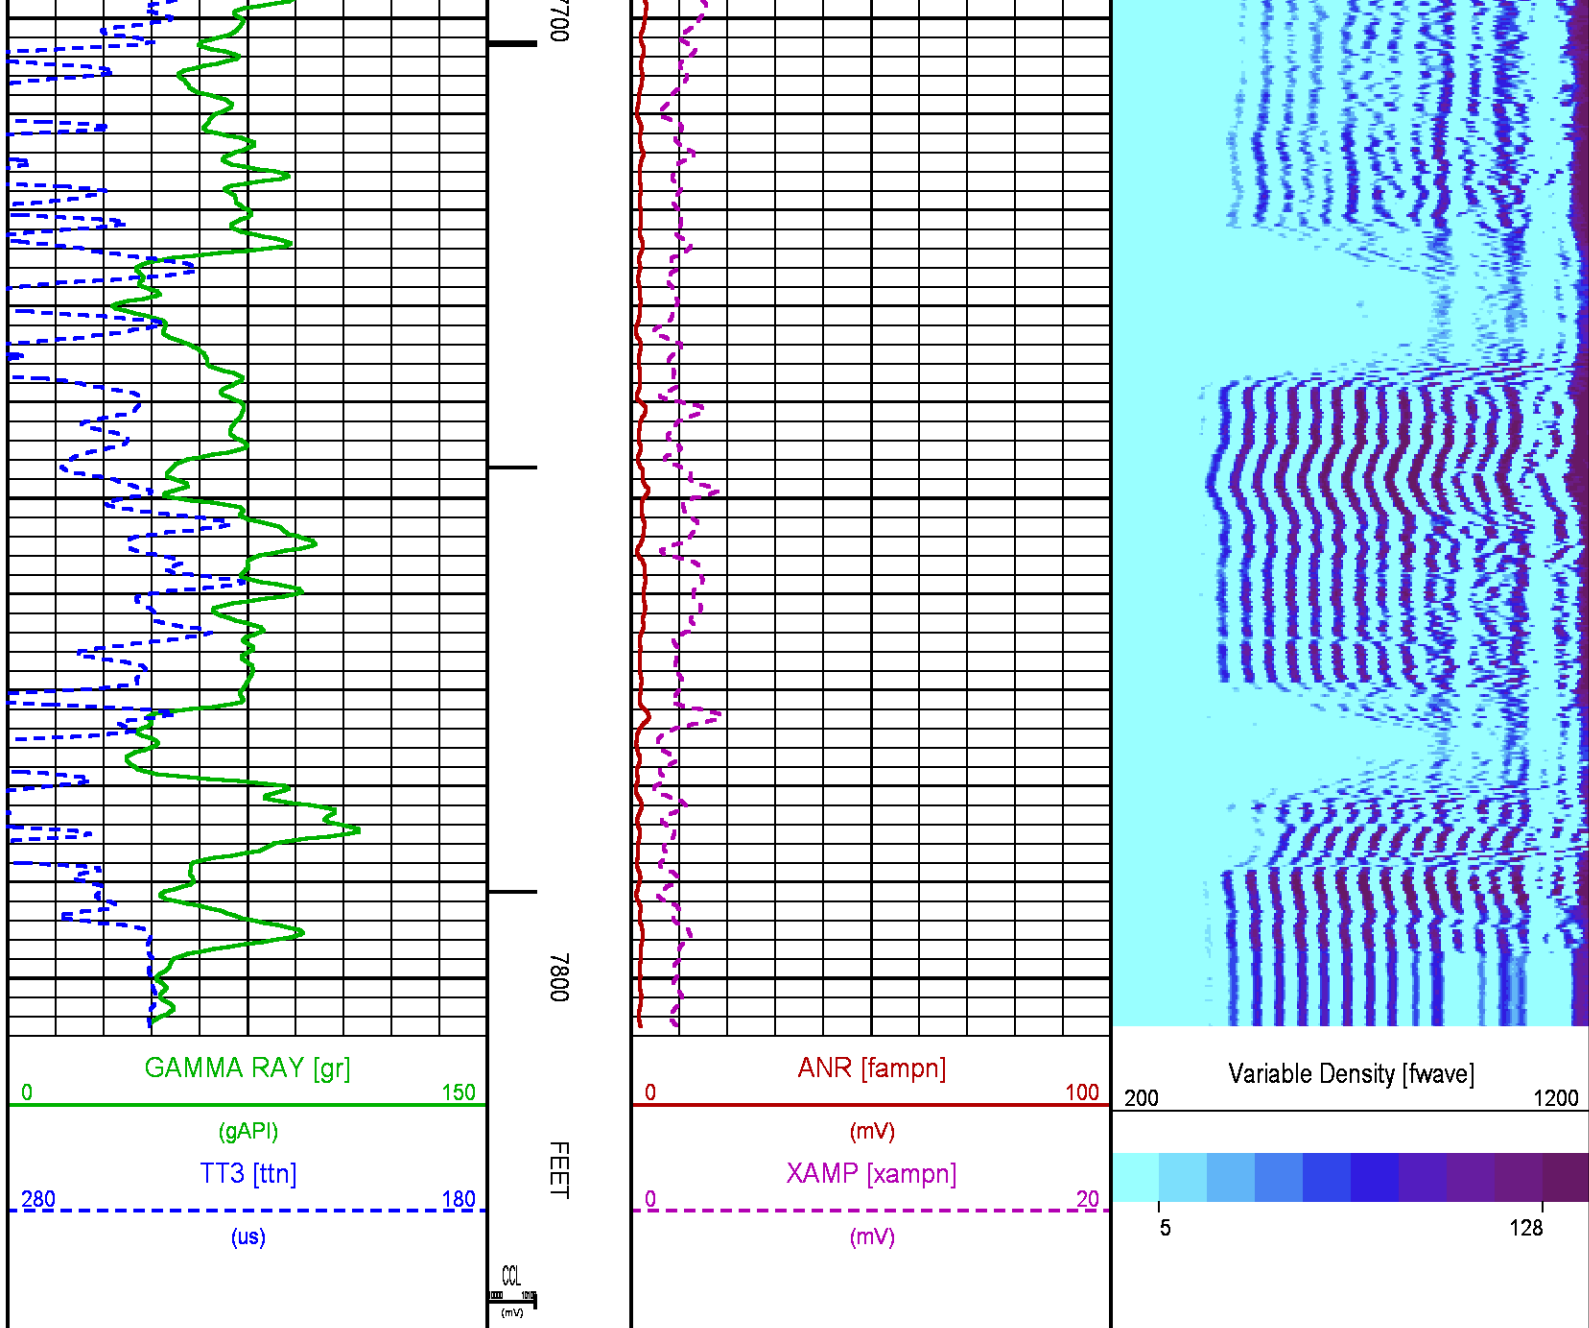 7700
7800
GAMMA RAY [gr]
0 150
(gAPI)
TT3 [ttn]
280 180
(us)
FEET
CCL
(mV)
ANR [fampn]
0 100
(mV)
XAMP [xampn]
0 20
(mV)
Variable Density [fwave]
200 1200
5 128